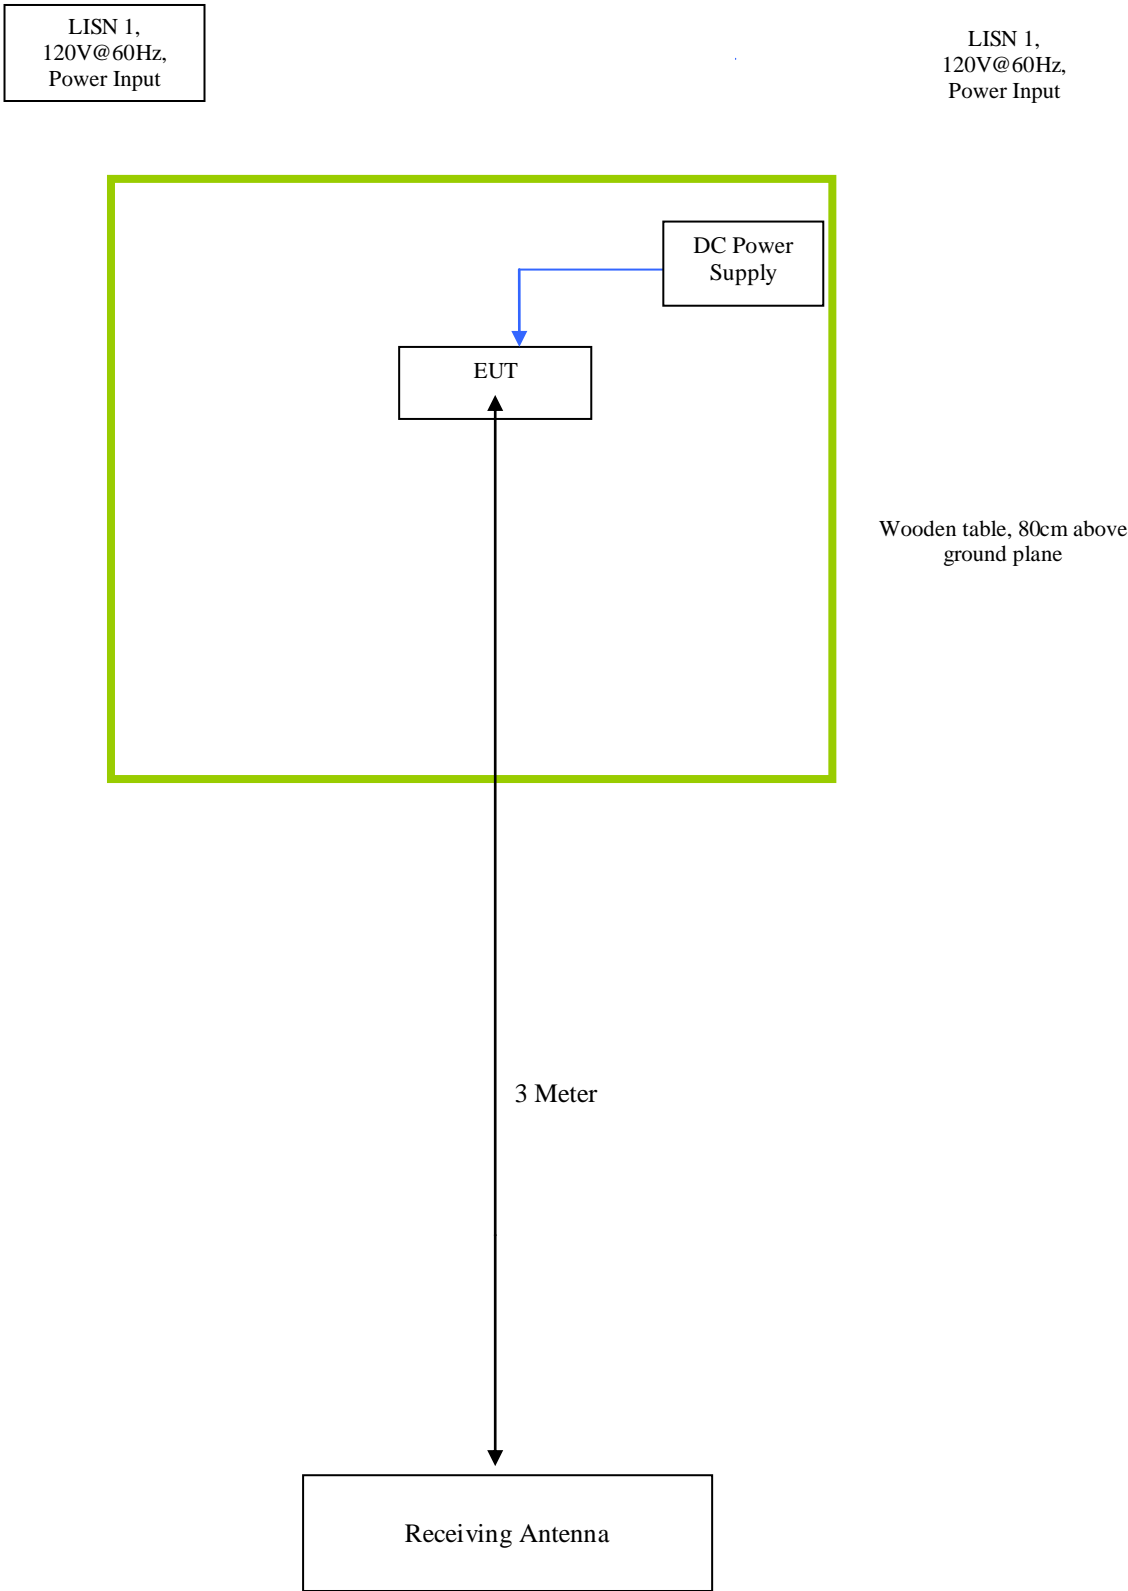 LISN 1,
120V@60Hz,
Power Input
LISN 1,
120V@60Hz,
Power Input
DC Power
Supply
EUT
Wooden table, 80cm above
ground plane
3 Meter
Receiving Antenna